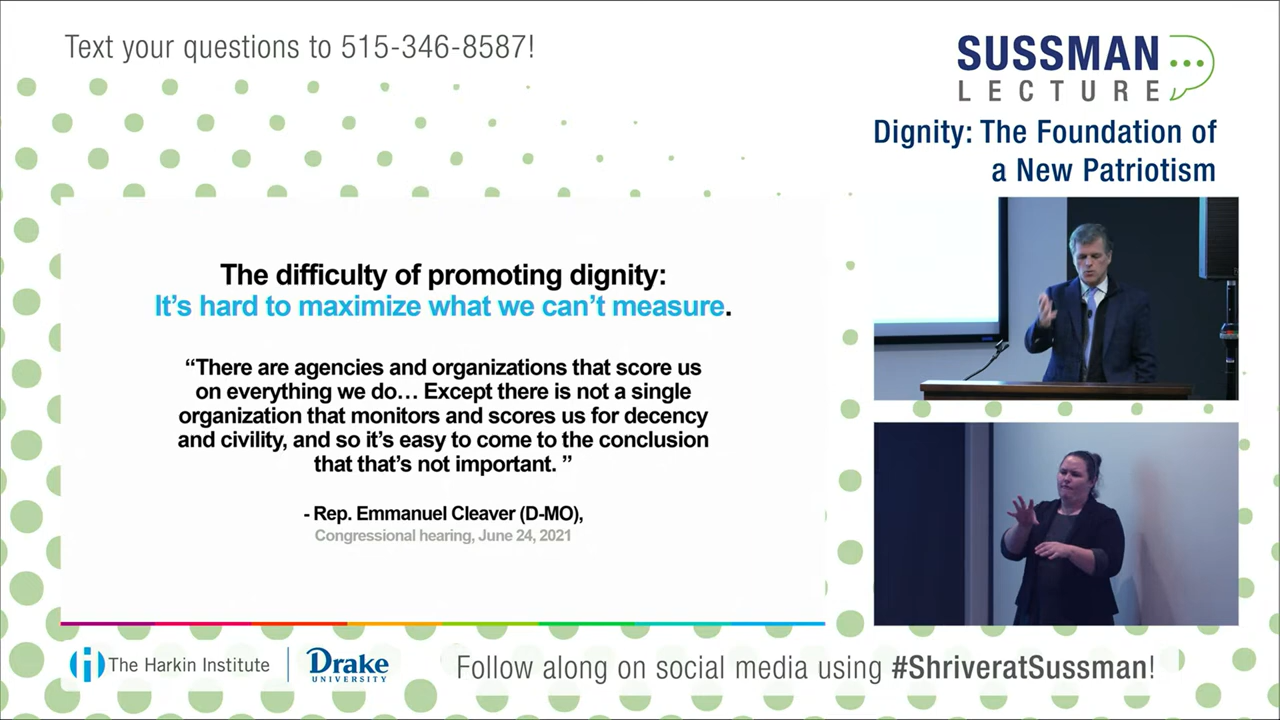 Text your questions to 515-346-8587!
SUSSMAN
LECTURE
Dignity: The Foundation of
a New Patriotism
The difficulty of promoting dignity:
It’s hard to maximize what we can’t measure.
“There are agencies and organizations that score us
on everything we do… Except there is not a single
organization that monitors and scores us for decency
and civility, and so it’s easy to come to the conclusion
that that’s not important. ”
- Rep. Emmanuel Cleaver (D-MO),
Congressional hearing, June 24, 2021
The Harkin Institute
Drake
UNIVERSITY
Follow along on social media using #ShriveratSussman!